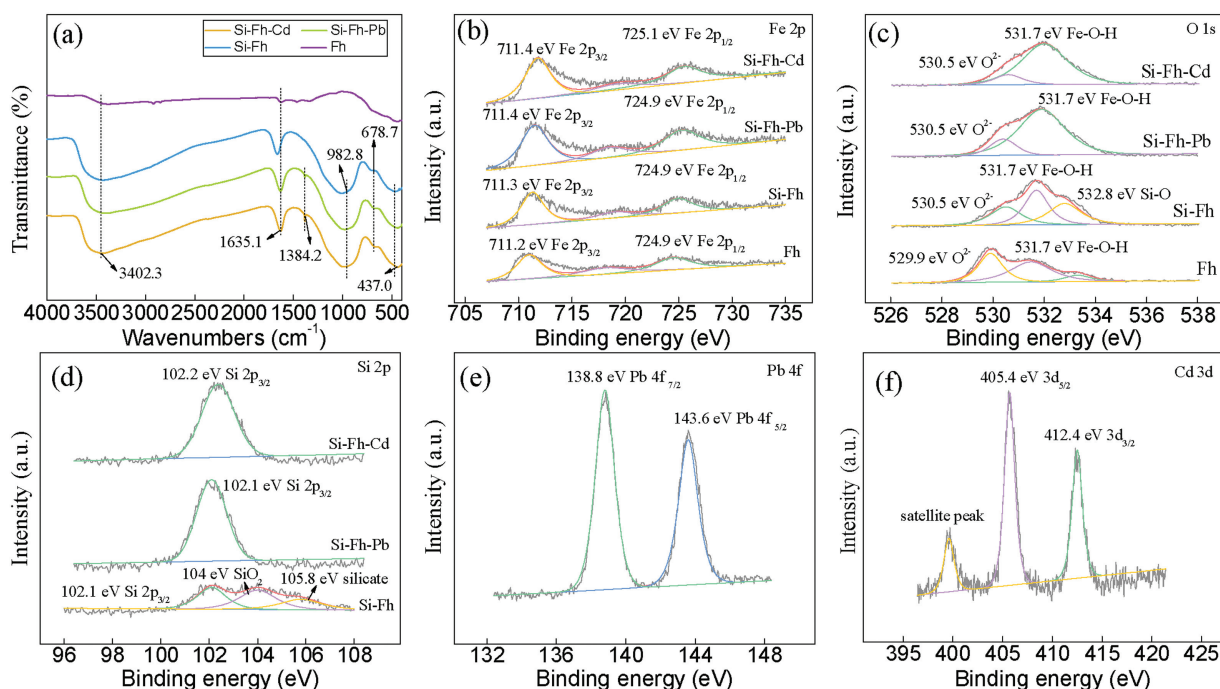 (a)
Si-Fh-Cd
Si-Fh-Pb
Si-Fh
Fh
678.7
982.8
1635.1
1384.2
3402.3
437.0
Transmittance (%)
4000 3500 3000 2500 2000 1500 1000 500
Wavenumbers (cm⁻¹)
(b)
Fe 2p
711.4 eV Fe 2p₃/₂
725.1 eV Fe 2p₁/₂
Si-Fh-Cd
711.4 eV Fe 2p₃/₂
724.9 eV Fe 2p₁/₂
Si-Fh-Pb
711.3 eV Fe 2p₃/₂
724.9 eV Fe 2p₁/₂
Si-Fh
711.2 eV Fe 2p₃/₂
724.9 eV Fe 2p₁/₂
Fh
Intensity (a.u.)
705 710 715 720 725 730 735
Binding energy (eV)
(c)
O 1s
531.7 eV Fe-O-H
530.5 eV O²⁻
Si-Fh-Cd
531.7 eV Fe-O-H
530.5 eV O²⁻
Si-Fh-Pb
531.7 eV Fe-O-H
532.8 eV Si-O
530.5 eV O²⁻
Si-Fh
531.7 eV Fe-O-H
529.9 eV O²⁻
Fh
Intensity (a.u.)
526 528 530 532 534 536 538
Binding energy (eV)
(d)
Si 2p
102.2 eV Si 2p₃/₂
Si-Fh-Cd
102.1 eV Si 2p₃/₂
Si-Fh-Pb
104 eV SiO₂
105.8 eV silicate
102.1 eV Si 2p₃/₂
Si-Fh
Intensity (a.u.)
96 98 100 102 104 106 108
Binding energy (eV)
(e)
Pb 4f
138.8 eV Pb 4f₇/₂
143.6 eV Pb 4f₅/₂
Intensity (a.u.)
132 136 140 144 148
Binding energy (eV)
(f)
Cd 3d
405.4 eV 3d₅/₂
412.4 eV 3d₃/₂
satellite peak
Intensity (a.u.)
395 400 405 410 415 420 425
Binding energy (eV)